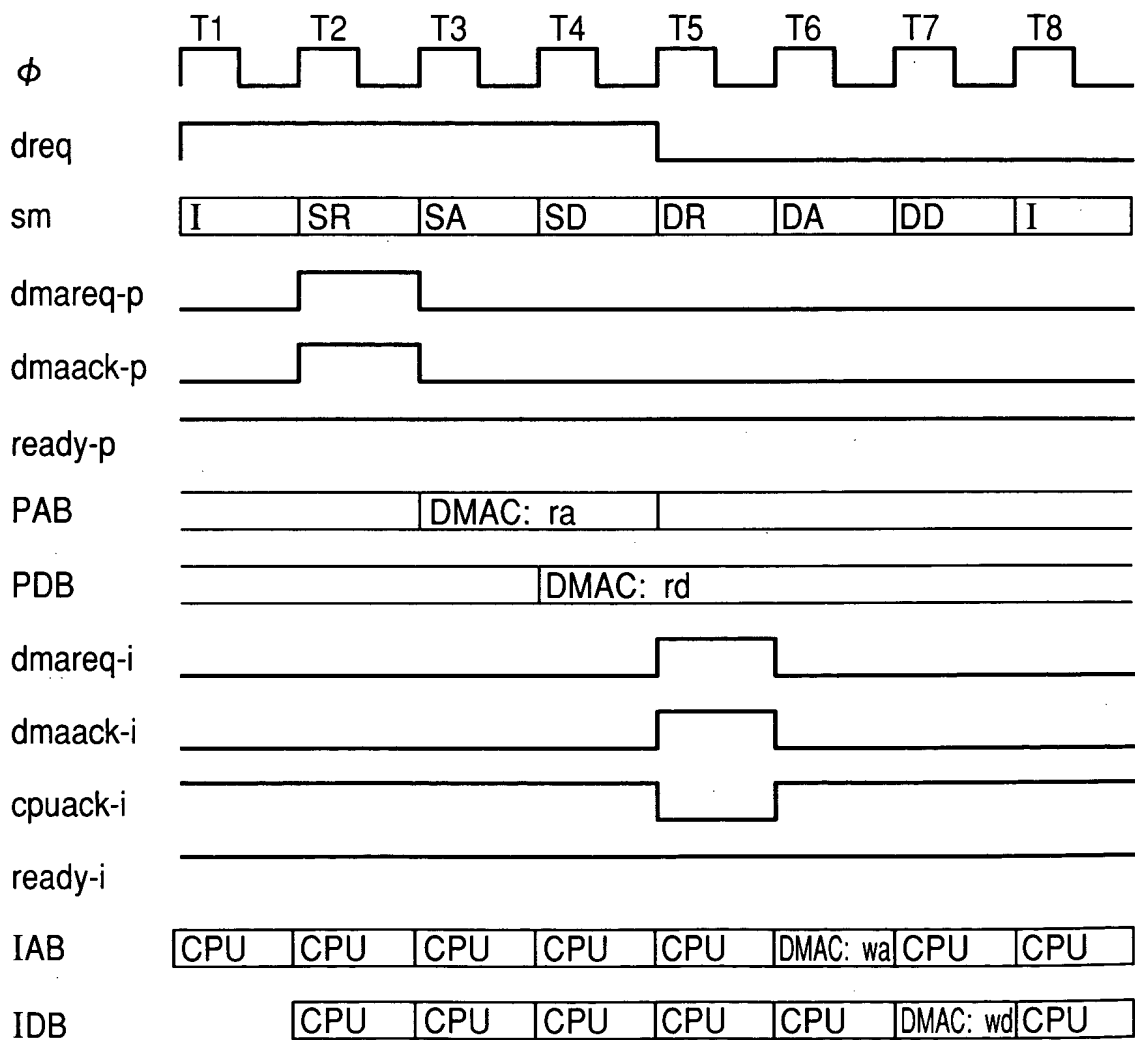 T1 T2 T3 T4 T5 T6 T7 T8
ϕ
dreq
sm I SR SA SD DR DA DD I
dmareq-p
dmaack-p
ready-p
PAB DMAC: ra
PDB DMAC: rd
dmareq-i
dmaack-i
cpuack-i
ready-i
IAB CPU CPU CPU CPU CPU DMAC: wa CPU CPU
IDB CPU CPU CPU CPU CPU DMAC: wd CPU